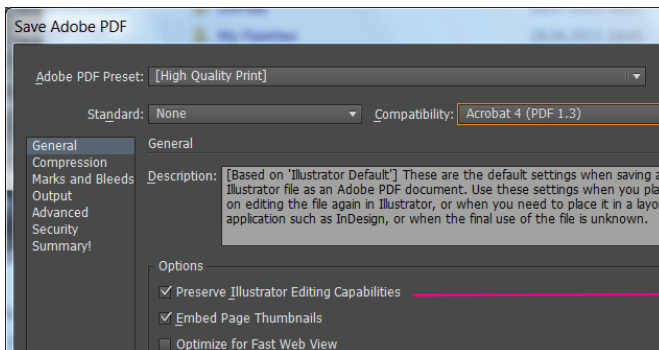 Save Adobe PDF
My Palettes
Adobe PDF Preset: [High Quality Print]
Standard: None Compatibility: Acrobat 4 (PDF 1.3)
General
Compression
Marks and Bleeds
Output
Advanced
Security
Summary!
General
Description: [Based on 'Illustrator Default'] These are the default settings when saving a
Illustrator file as an Adobe PDF document. Use these settings when you pla
on editing the file again in Illustrator, or when you need to place it in a layo
application such as InDesign, or when the final use of the file is unknown.
Options
Preserve Illustrator Editing Capabilities
Embed Page Thumbnails
Optimize for Fast Web View